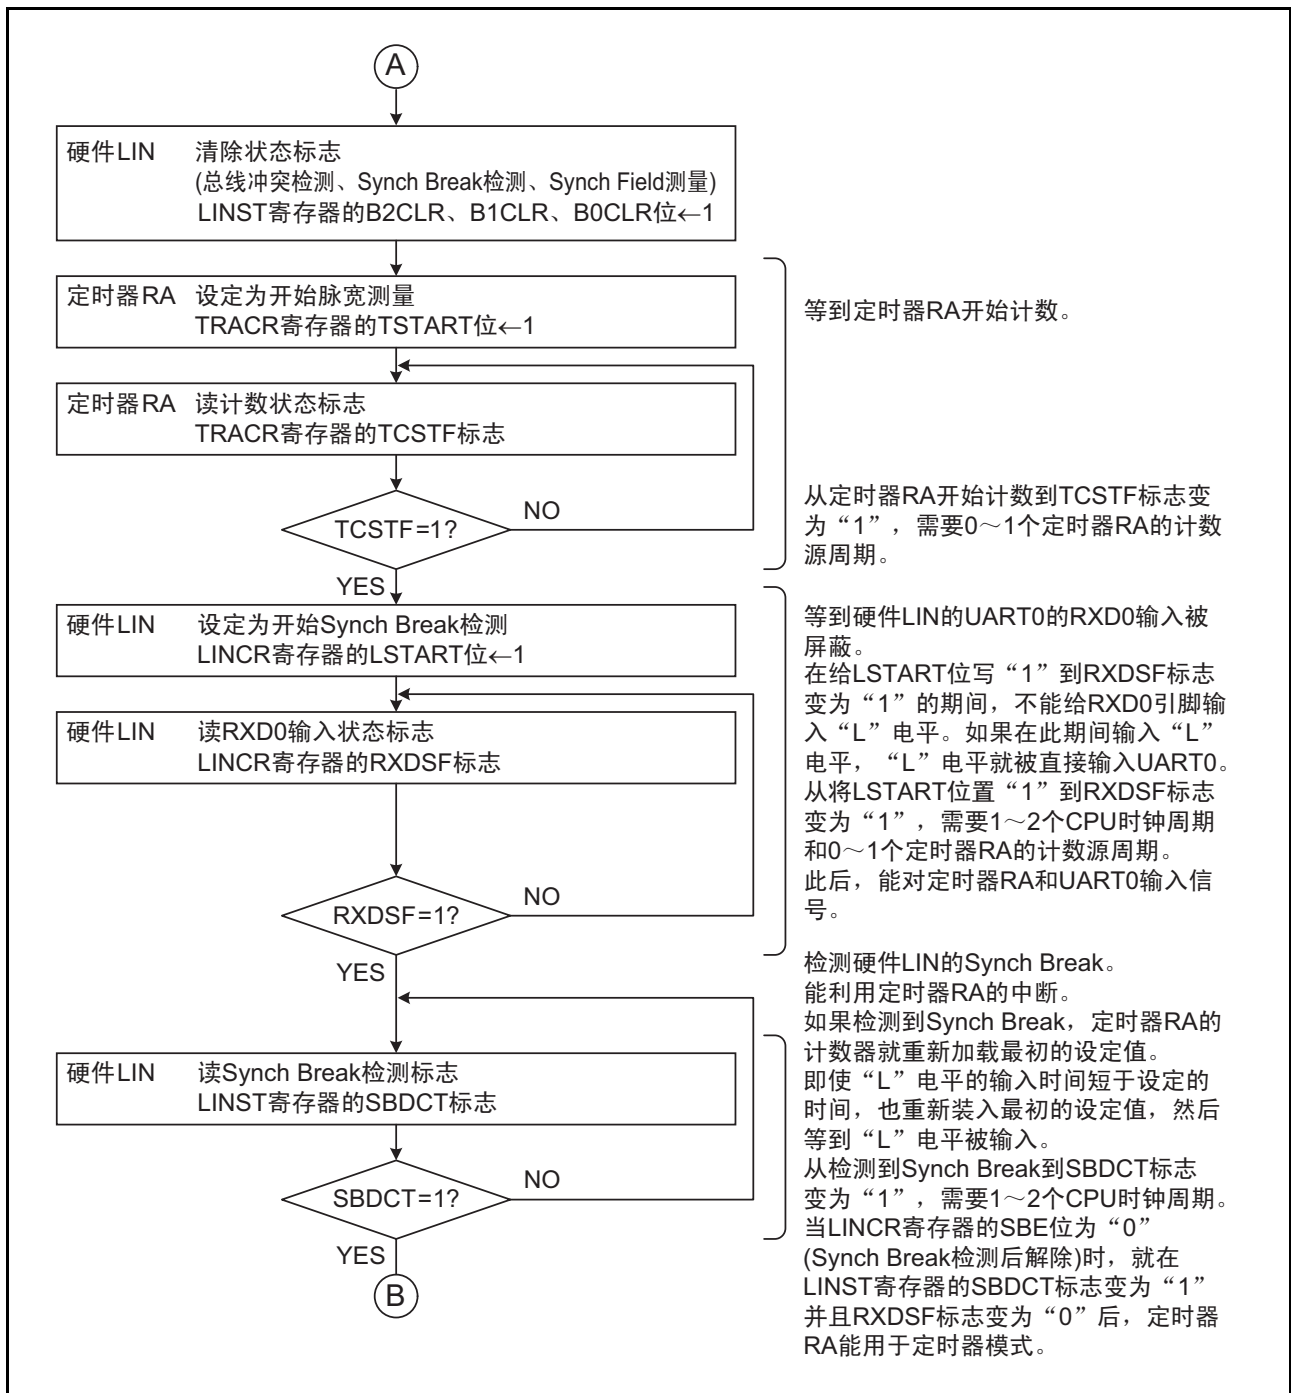 A
硬件LIN 清除状态标志
(总线冲突检测、Synch Break检测、Synch Field测量)
LINST寄存器的B2CLR、B1CLR、B0CLR位←1
定时器RA 设定为开始脉宽测量
TRACR寄存器的TSTART位←1
等到定时器RA开始计数。
定时器RA 读计数状态标志
TRACR寄存器的TCSTF标志
TCSTF=1?
NO
YES
从定时器RA开始计数到TCSTF标志变
为“1”，需要0～1个定时器RA的计数
源周期。
硬件LIN 设定为开始Synch Break检测
LINCR寄存器的LSTART位←1
硬件LIN 读RXD0输入状态标志
LINCR寄存器的RXDSF标志
RXDSF=1?
NO
YES
等到硬件LIN的UART0的RXD0输入被
屏蔽。
在给LSTART位写“1”到RXDSF标志
变为“1”的期间，不能给RXD0引脚输
入“L”电平。如果在此期间输入“L”
电平，“L”电平就被直接输入UART0。
从将LSTART位置“1”到RXDSF标志
变为“1”，需要1～2个CPU时钟周期
和0～1个定时器RA的计数源周期。
此后，能对定时器RA和UART0输入信
号。
硬件LIN 读Synch Break检测标志
LINST寄存器的SBDCT标志
SBDCT=1?
NO
YES
B
检测硬件LIN的Synch Break。
能利用定时器RA的中断。
如果检测到Synch Break，定时器RA的
计数器就重新加载最初的设定值。
即使“L”电平的输入时间短于设定的
时间，也重新装入最初的设定值，然后
等到“L”电平被输入。
从检测到Synch Break到SBDCT标志
变为“1”，需要1～2个CPU时钟周期。
当LINCR寄存器的SBE位为“0”
(Synch Break检测后解除)时，就在
LINST寄存器的SBDCT标志变为“1”
并且RXDSF标志变为“0”后，定时器
RA能用于定时器模式。